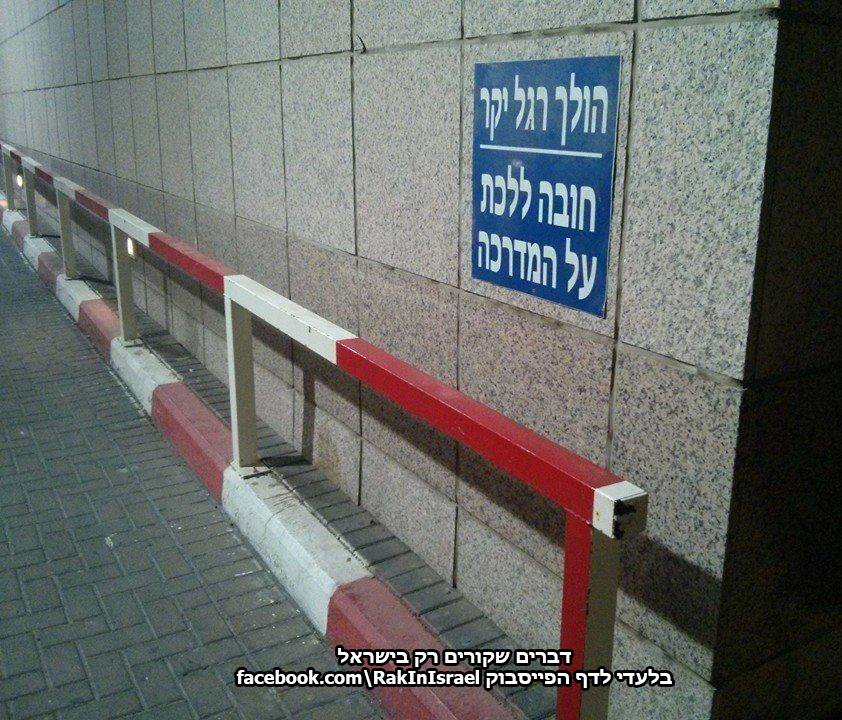 הולך רגל יקר
חובה ללכת
על המדרכה
דברים שקורים רק בישראל
בלעדי לדף הפייסבוק facebook.com\RakInIsrael